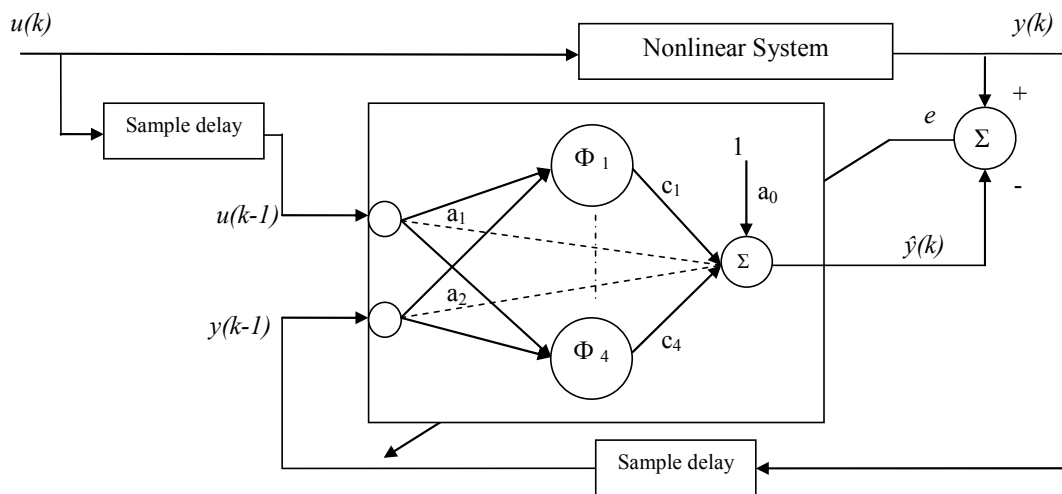 u(k)
y(k)
Nonlinear System
+
e
Σ
-
Sample delay
Φ 1
1
c1
a0
u(k-1)
a1
Σ
ŷ(k)
a2
y(k-1)
Φ 4
c4
Sample delay